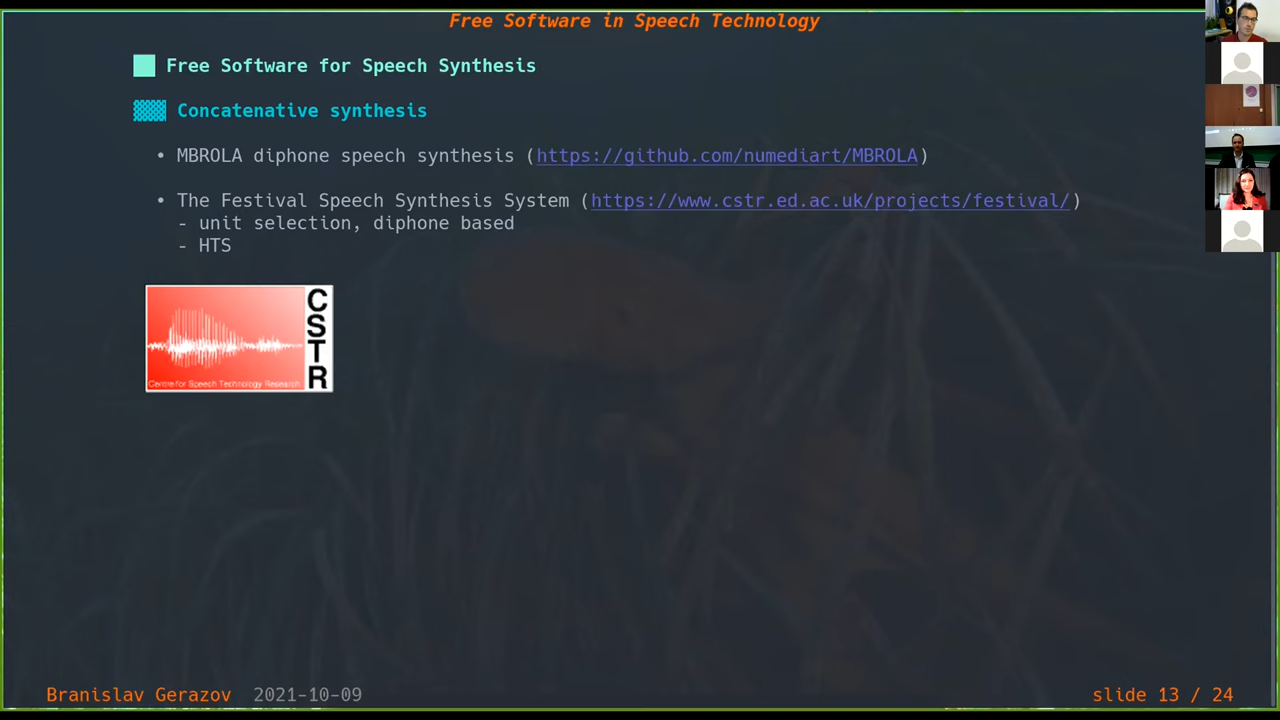 Free Software in Speech Technology
Free Software for Speech Synthesis
Concatenative synthesis
• MBROLA diphone speech synthesis (https://github.com/numediart/MBROLA)
• The Festival Speech Synthesis System (https://www.cstr.ed.ac.uk/projects/festival/)
- unit selection, diphone based
- HTS
CSTR
Centre for Speech Technology Research
Branislav Gerazov 2021-10-09
slide 13 / 24